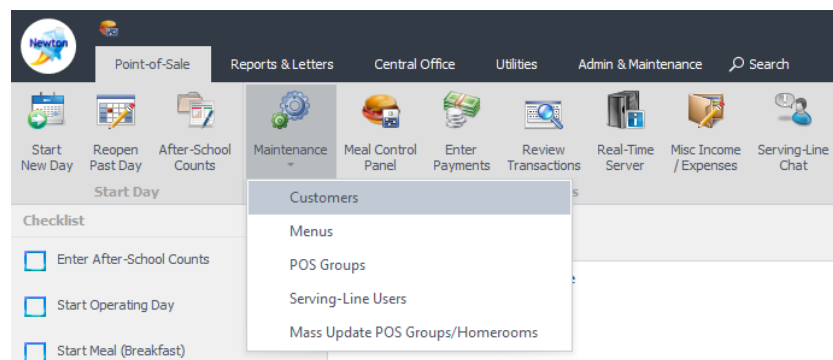 Newton
Point-of-Sale
Reports & Letters
Central Office
Utilities
Admin & Maintenance
Search
Start
New Day
Reopen
Past Day
After-School
Counts
Maintenance
Meal Control
Panel
Enter
Payments
Review
Transactions
Real-Time
Server
Misc Income
/ Expenses
Serving-Line
Chat
Start Day
s
Checklist
Customers
Menus
POS Groups
Serving-Line Users
Mass Update POS Groups/Homerooms
Enter After-School Counts
Start Operating Day
Start Meal (Breakfast)